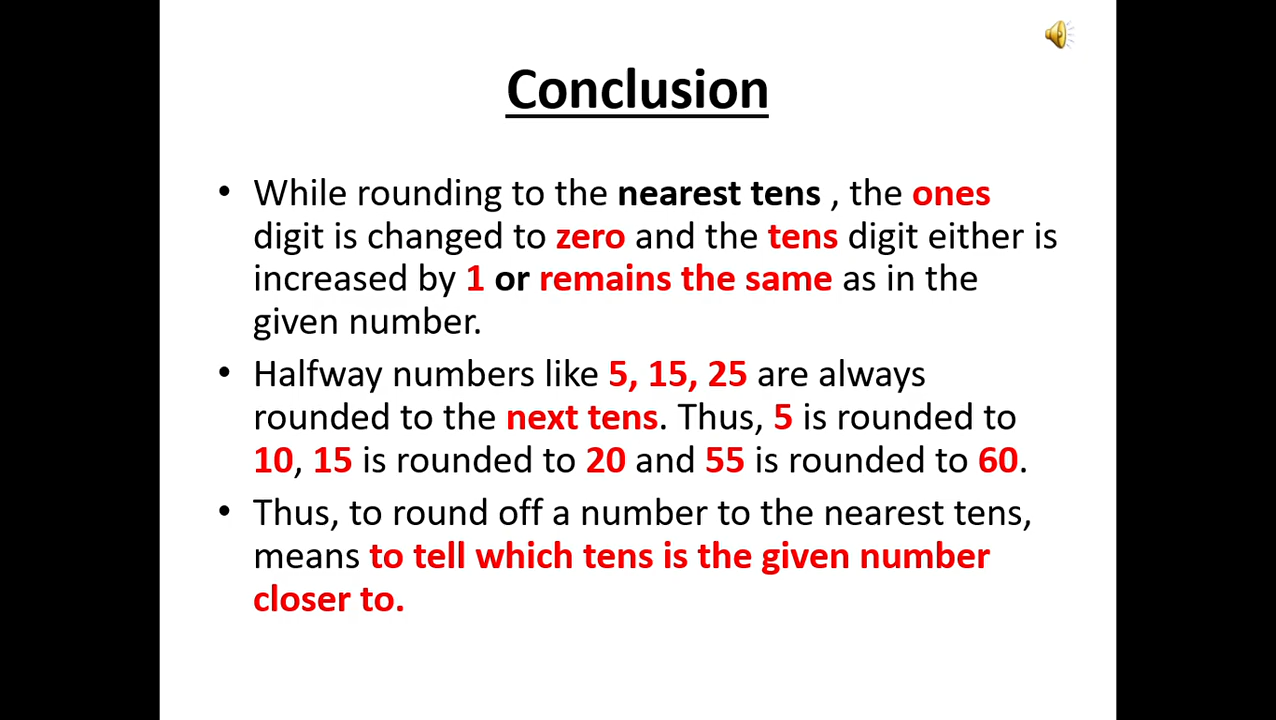 Conclusion
• While rounding to the nearest tens , the ones
digit is changed to zero and the tens digit either is
increased by 1 or remains the same as in the
given number.
• Halfway numbers like 5, 15, 25 are always
rounded to the next tens. Thus, 5 is rounded to
10, 15 is rounded to 20 and 55 is rounded to 60.
• Thus, to round off a number to the nearest tens,
means to tell which tens is the given number
closer to.